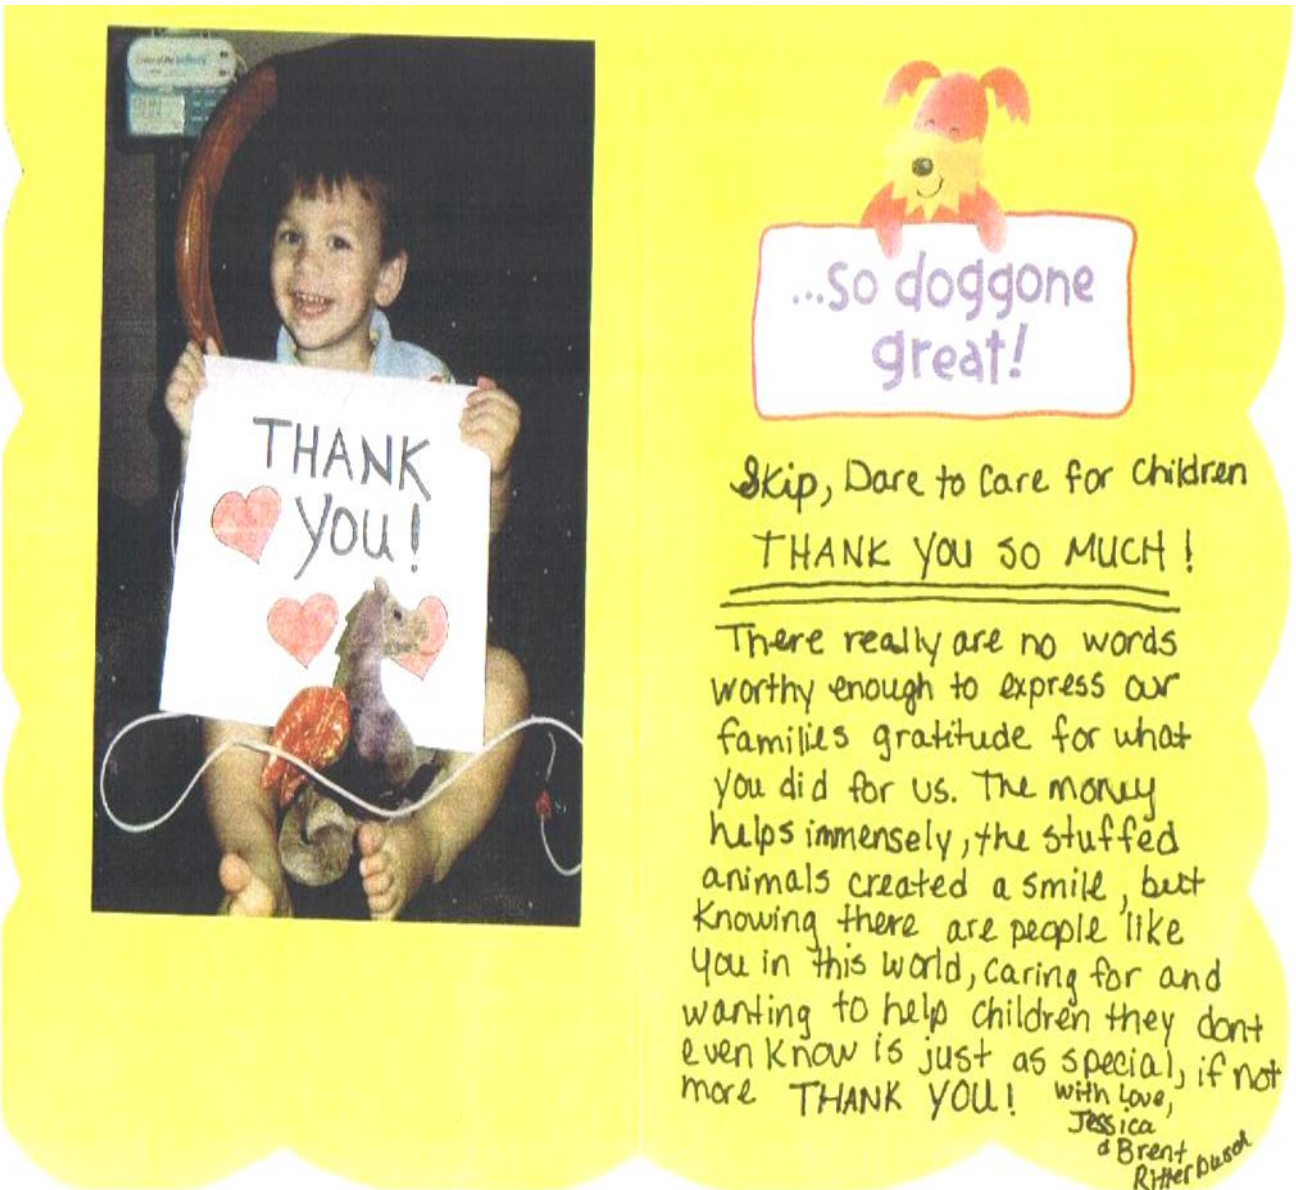 THANK
YOU!
...so doggone
great!
Skip, Dare to Care for Children
THANK YOU SO MUCH!
There really are no words
worthy enough to express our
families gratitude for what
you did for us. The money
helps immensely, the stuffed
animals created a smile, but
knowing there are people like
you in this world, caring for and
wanting to help children they dont
even know is just as special, if not
more THANK YOU! with Love,
Jessica
& Brent
Ritterbusch